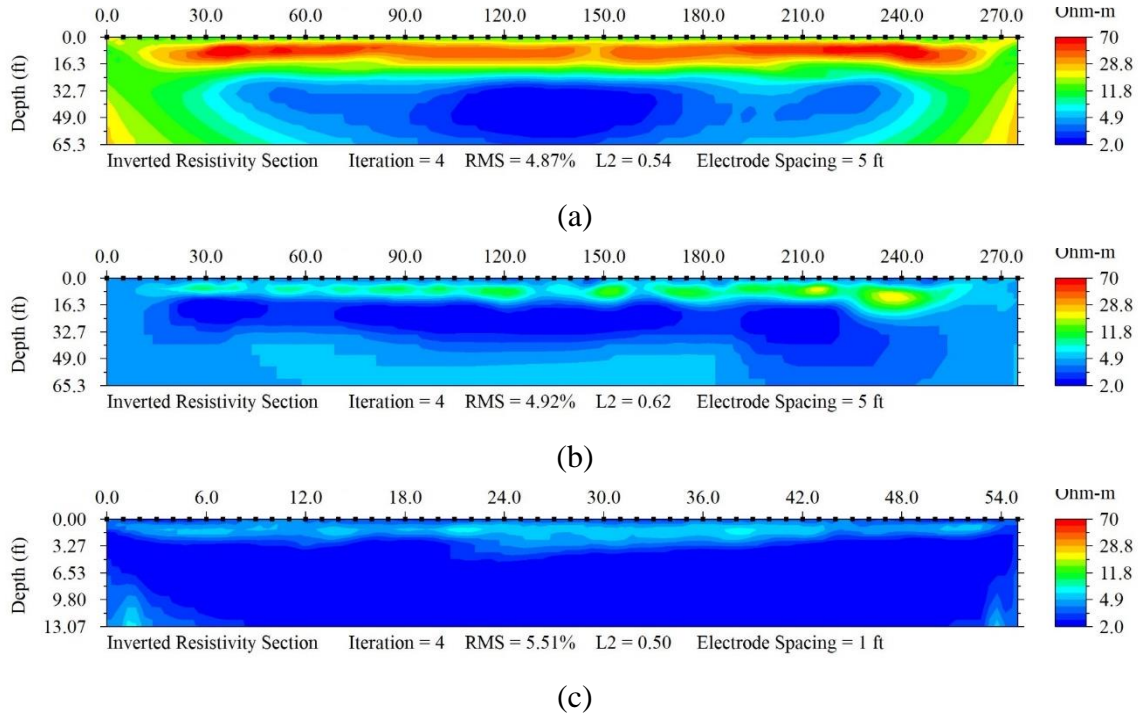 0.0 30.0 60.0 90.0 120.0 150.0 180.0 210.0 240.0 270.0 Ohm-m
Depth (ft)
0.0 70
16.3 28.8
32.7 11.8
49.0 4.9
65.3 2.0
Inverted Resistivity Section Iteration = 4 RMS = 4.87% L2 = 0.54 Electrode Spacing = 5 ft
(a)
0.0 30.0 60.0 90.0 120.0 150.0 180.0 210.0 240.0 270.0 Ohm-m
Depth (ft)
0.0 70
16.3 28.8
32.7 11.8
49.0 4.9
65.3 2.0
Inverted Resistivity Section Iteration = 4 RMS = 4.92% L2 = 0.62 Electrode Spacing = 5 ft
(b)
0.0 6.0 12.0 18.0 24.0 30.0 36.0 42.0 48.0 54.0 Ohm-m
Depth (ft)
0.00 70
3.27 28.8
6.53 11.8
9.80 4.9
13.07 2.0
Inverted Resistivity Section Iteration = 4 RMS = 5.51% L2 = 0.50 Electrode Spacing = 1 ft
(c)